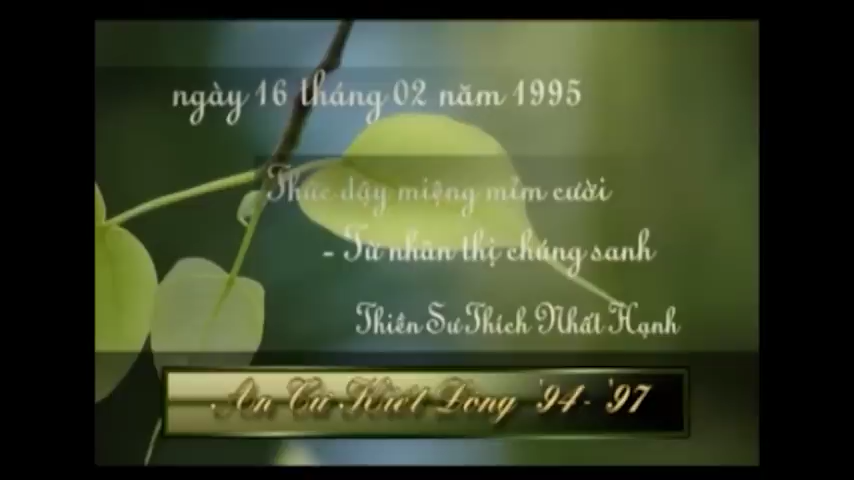 ngày 16 tháng 02 năm 1995
Thức dậy miệng mỉm cười
- Từ nhãn thị chúng sanh
Thiền Sư Thích Nhất Hạnh
An Cư Kiết Đông '94-'97